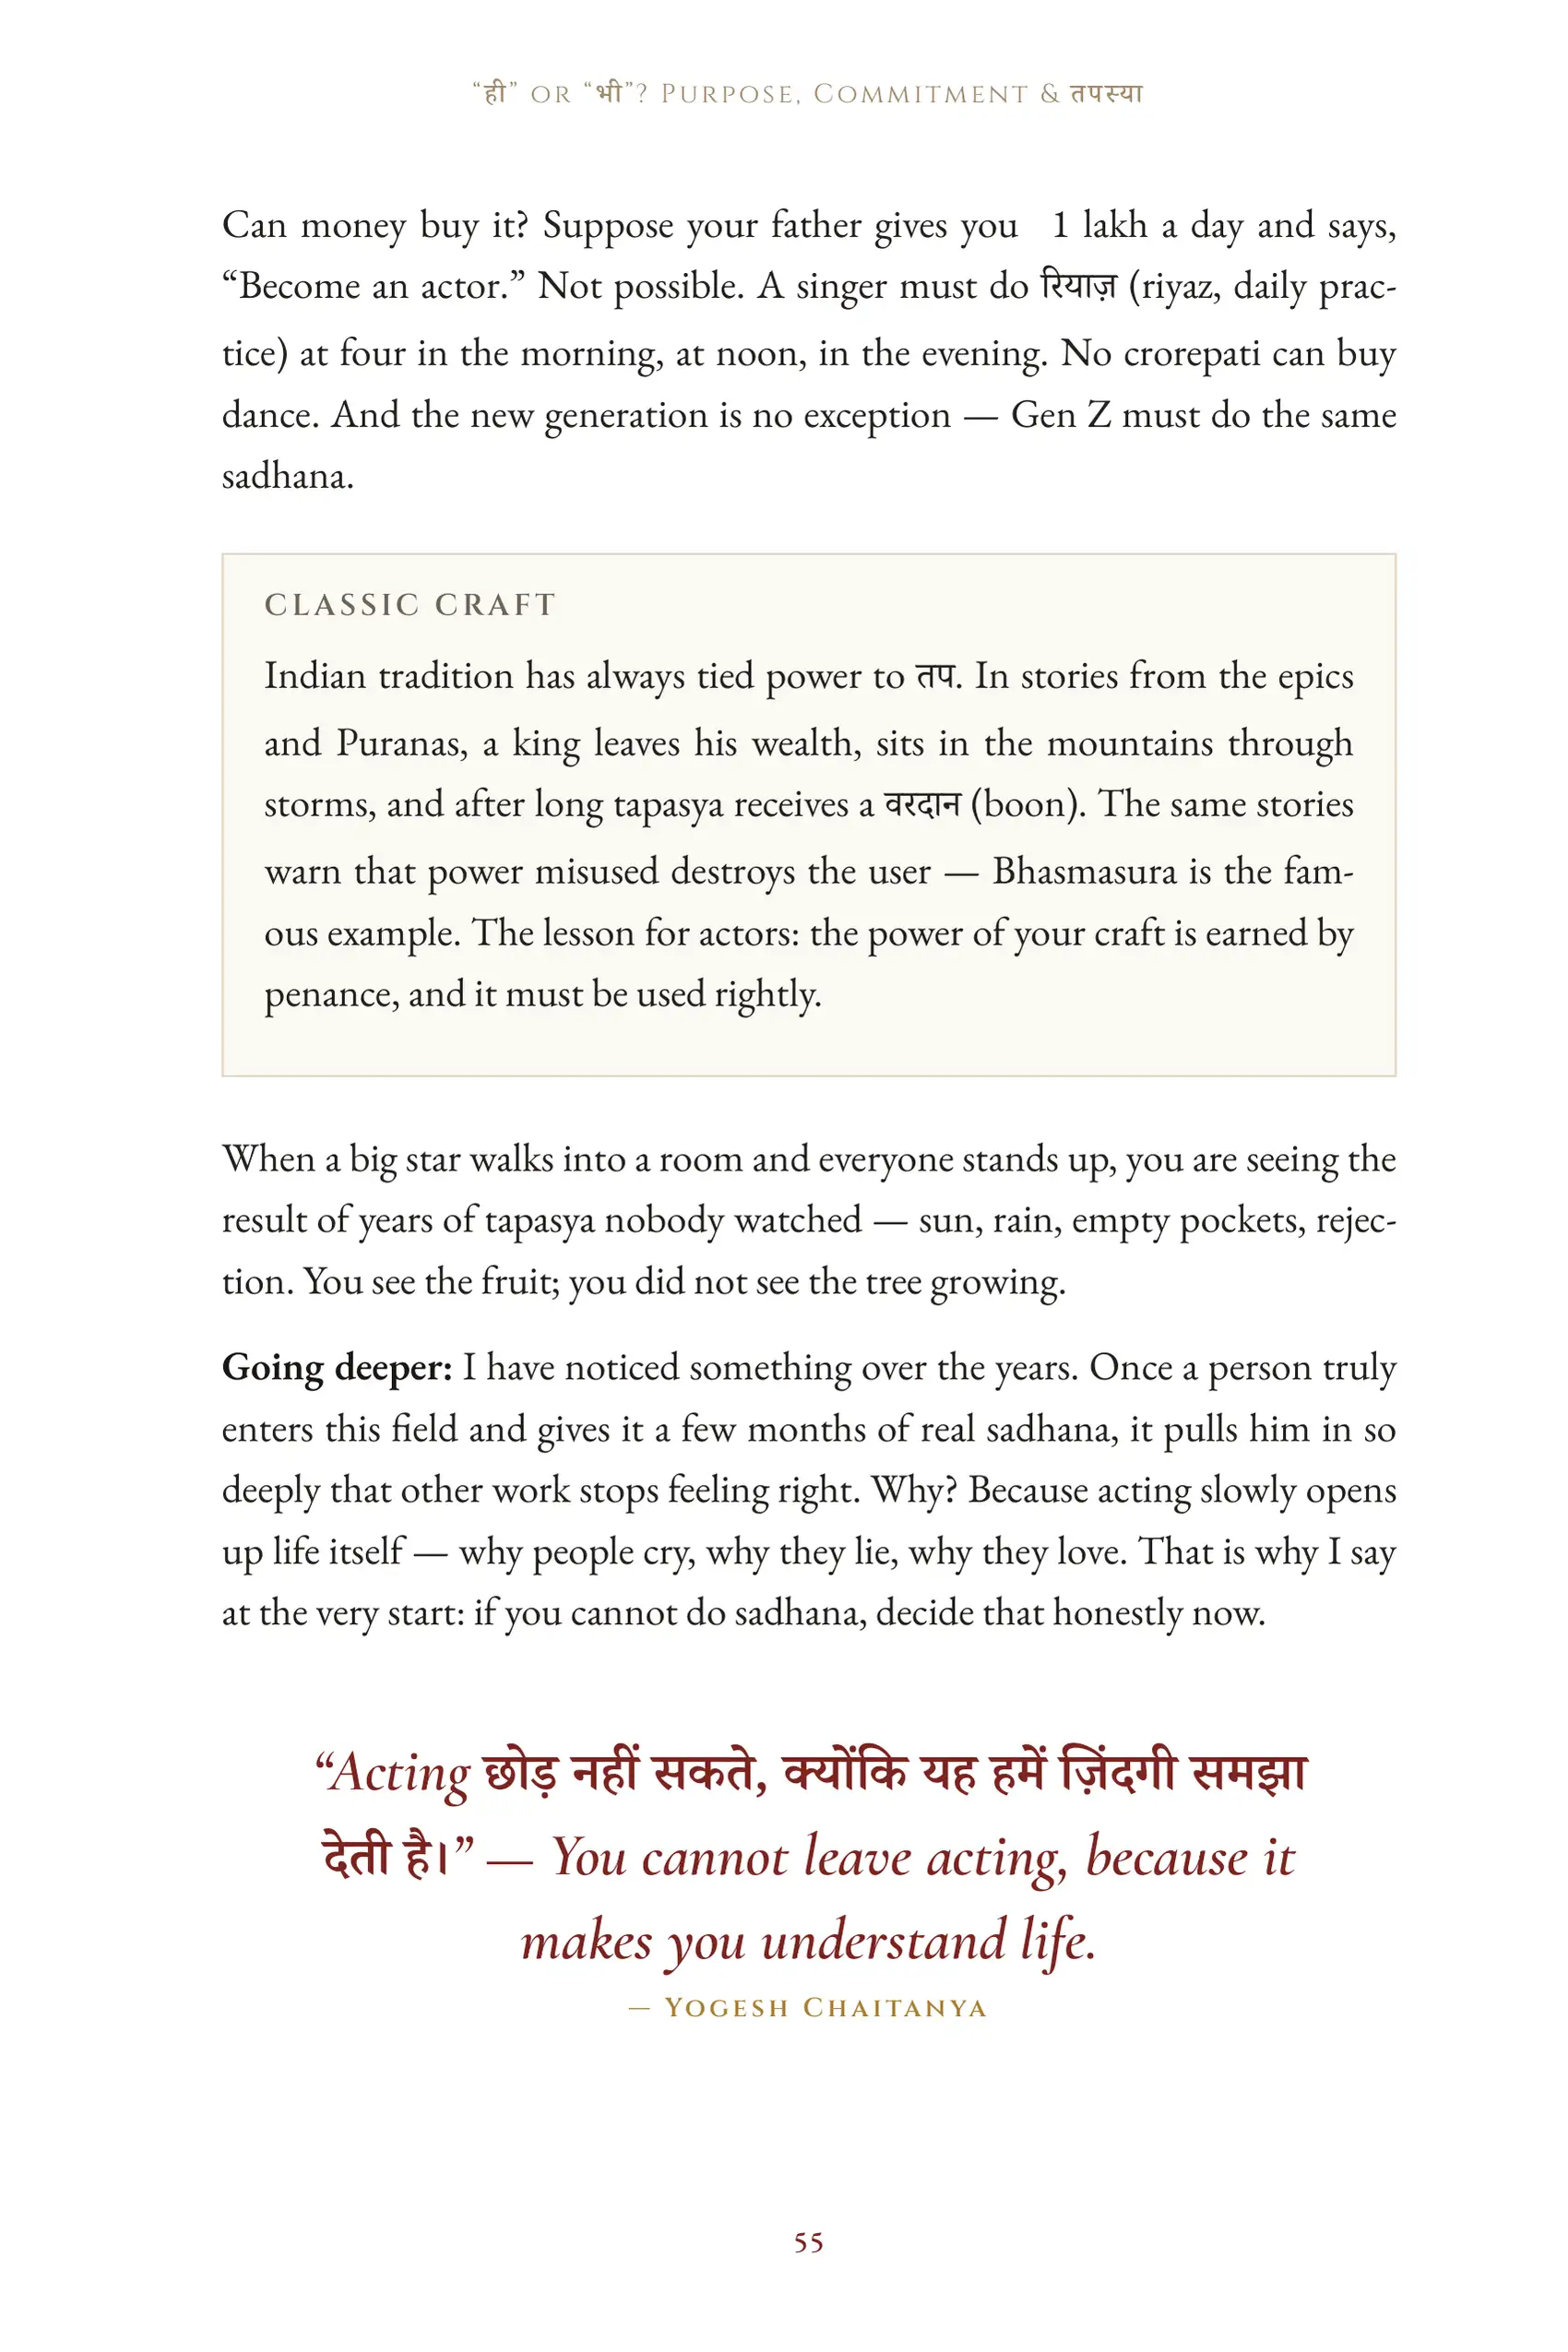 “ही” OR “भी”? PURPOSE, COMMITMENT & तपस्या
Can money buy it? Suppose your father gives you 1 lakh a day and says,
“Become an actor.” Not possible. A singer must do रियाज़ (riyaz, daily prac-
tice) at four in the morning, at noon, in the evening. No crorepati can buy
dance. And the new generation is no exception — Gen Z must do the same
sadhana.
CLASSIC CRAFT
Indian tradition has always tied power to तप. In stories from the epics
and Puranas, a king leaves his wealth, sits in the mountains through
storms, and after long tapasya receives a वरदान (boon). The same stories
warn that power misused destroys the user — Bhasmasura is the fam-
ous example. The lesson for actors: the power of your craft is earned by
penance, and it must be used rightly.
When a big star walks into a room and everyone stands up, you are seeing the
result of years of tapasya nobody watched — sun, rain, empty pockets, rejec-
tion. You see the fruit; you did not see the tree growing.
Going deeper: I have noticed something over the years. Once a person truly
enters this field and gives it a few months of real sadhana, it pulls him in so
deeply that other work stops feeling right. Why? Because acting slowly opens
up life itself — why people cry, why they lie, why they love. That is why I say
at the very start: if you cannot do sadhana, decide that honestly now.
“Acting छोड़ नहीं सकते, क्योंकि यह हमें ज़िंदगी समझा
देती है।” — You cannot leave acting, because it
makes you understand life.
— YOGESH CHAITANYA
55